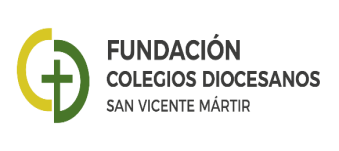 FUNDACIÓN
COLEGIOS DIOCESANOS
SAN VICENTE MÁRTIR